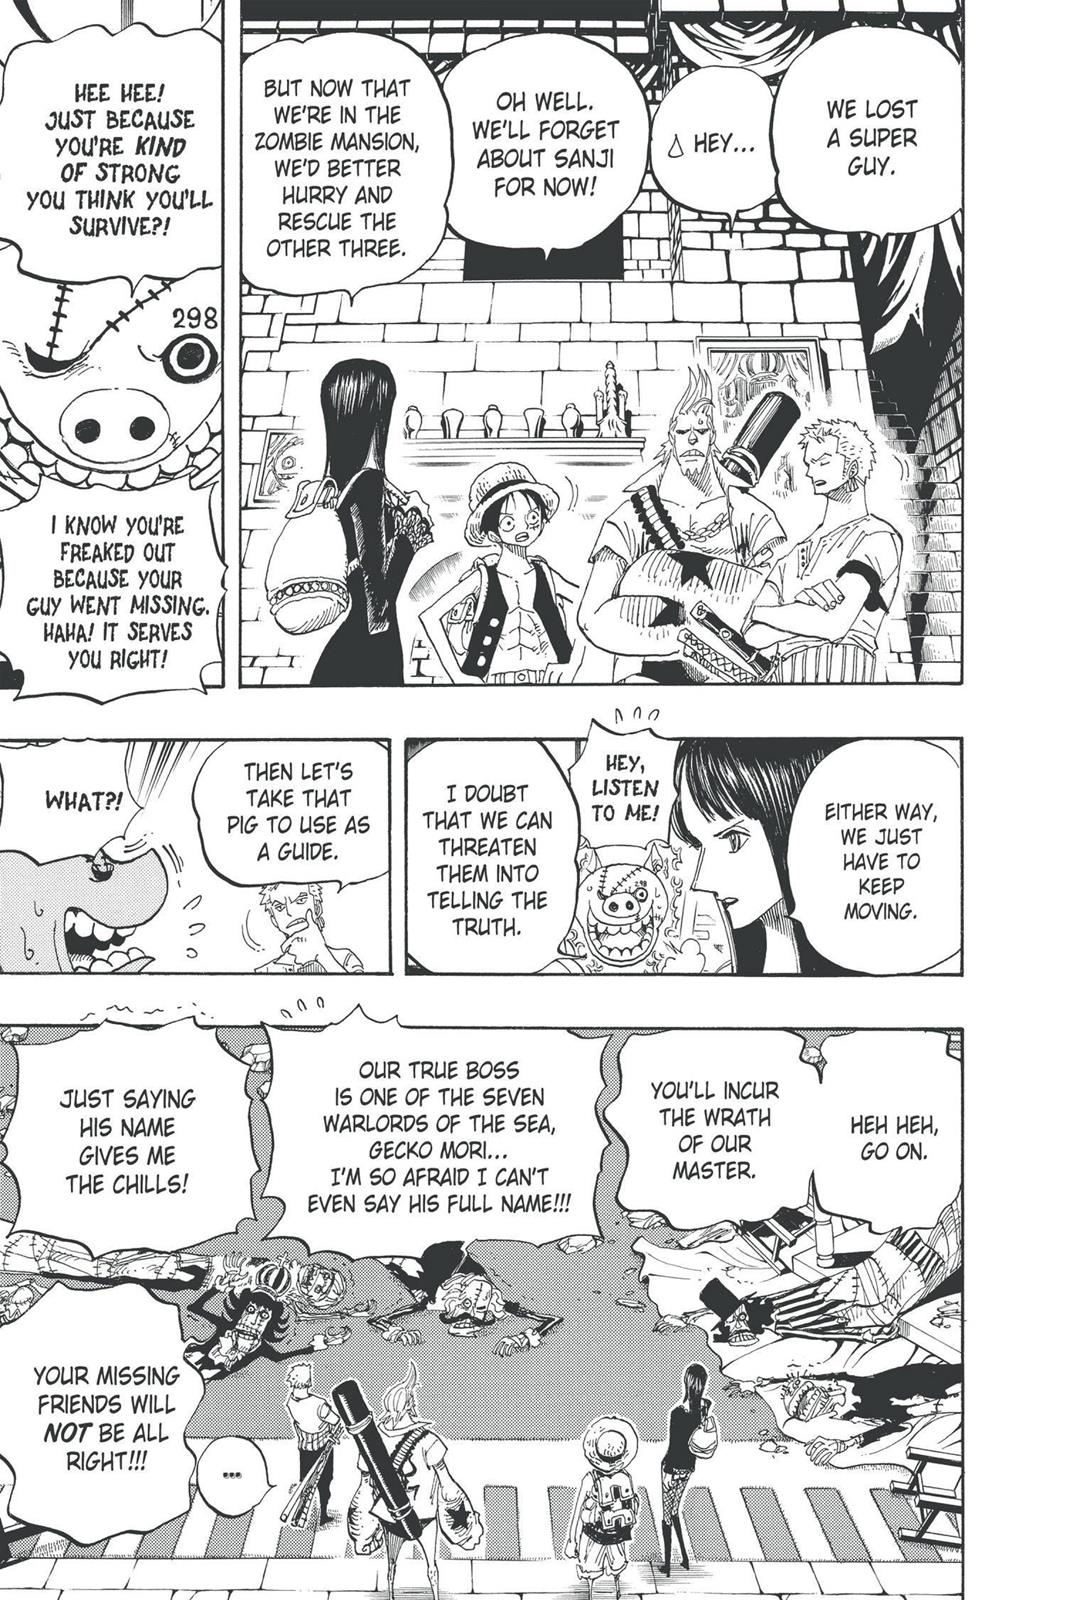 WE LOST
A SUPER
GUY.
HEY...
OH WELL.
WE'LL FORGET
ABOUT SANJI
FOR NOW!
BUT NOW THAT
WE'RE IN THE
ZOMBIE MANSION,
WE'D BETTER
HURRY AND
RESCUE THE
OTHER THREE.
HEE HEE!
JUST BECAUSE
YOU'RE KIND
OF STRONG
YOU THINK YOU'LL
SURVIVE?!
298
I KNOW YOU'RE
FREAKED OUT
BECAUSE YOUR
GUY WENT MISSING.
HAHA! IT SERVES
YOU RIGHT!
EITHER WAY,
WE JUST
HAVE TO
KEEP
MOVING.
HEY,
LISTEN
TO ME!
I DOUBT
THAT WE CAN
THREATEN
THEM INTO
TELLING THE
TRUTH.
THEN LET'S
TAKE THAT
PIG TO USE AS
A GUIDE.
WHAT?!
HEH HEH,
GO ON.
YOU'LL INCUR
THE WRATH
OF OUR
MASTER.
OUR TRUE BOSS
IS ONE OF THE SEVEN
WARLORDS OF THE SEA,
GECKO MORI...
I'M SO AFRAID I CAN'T
EVEN SAY HIS FULL NAME!!!
JUST SAYING
HIS NAME
GIVES ME
THE CHILLS!
YOUR MISSING
FRIENDS WILL
NOT BE ALL
RIGHT!!!
...